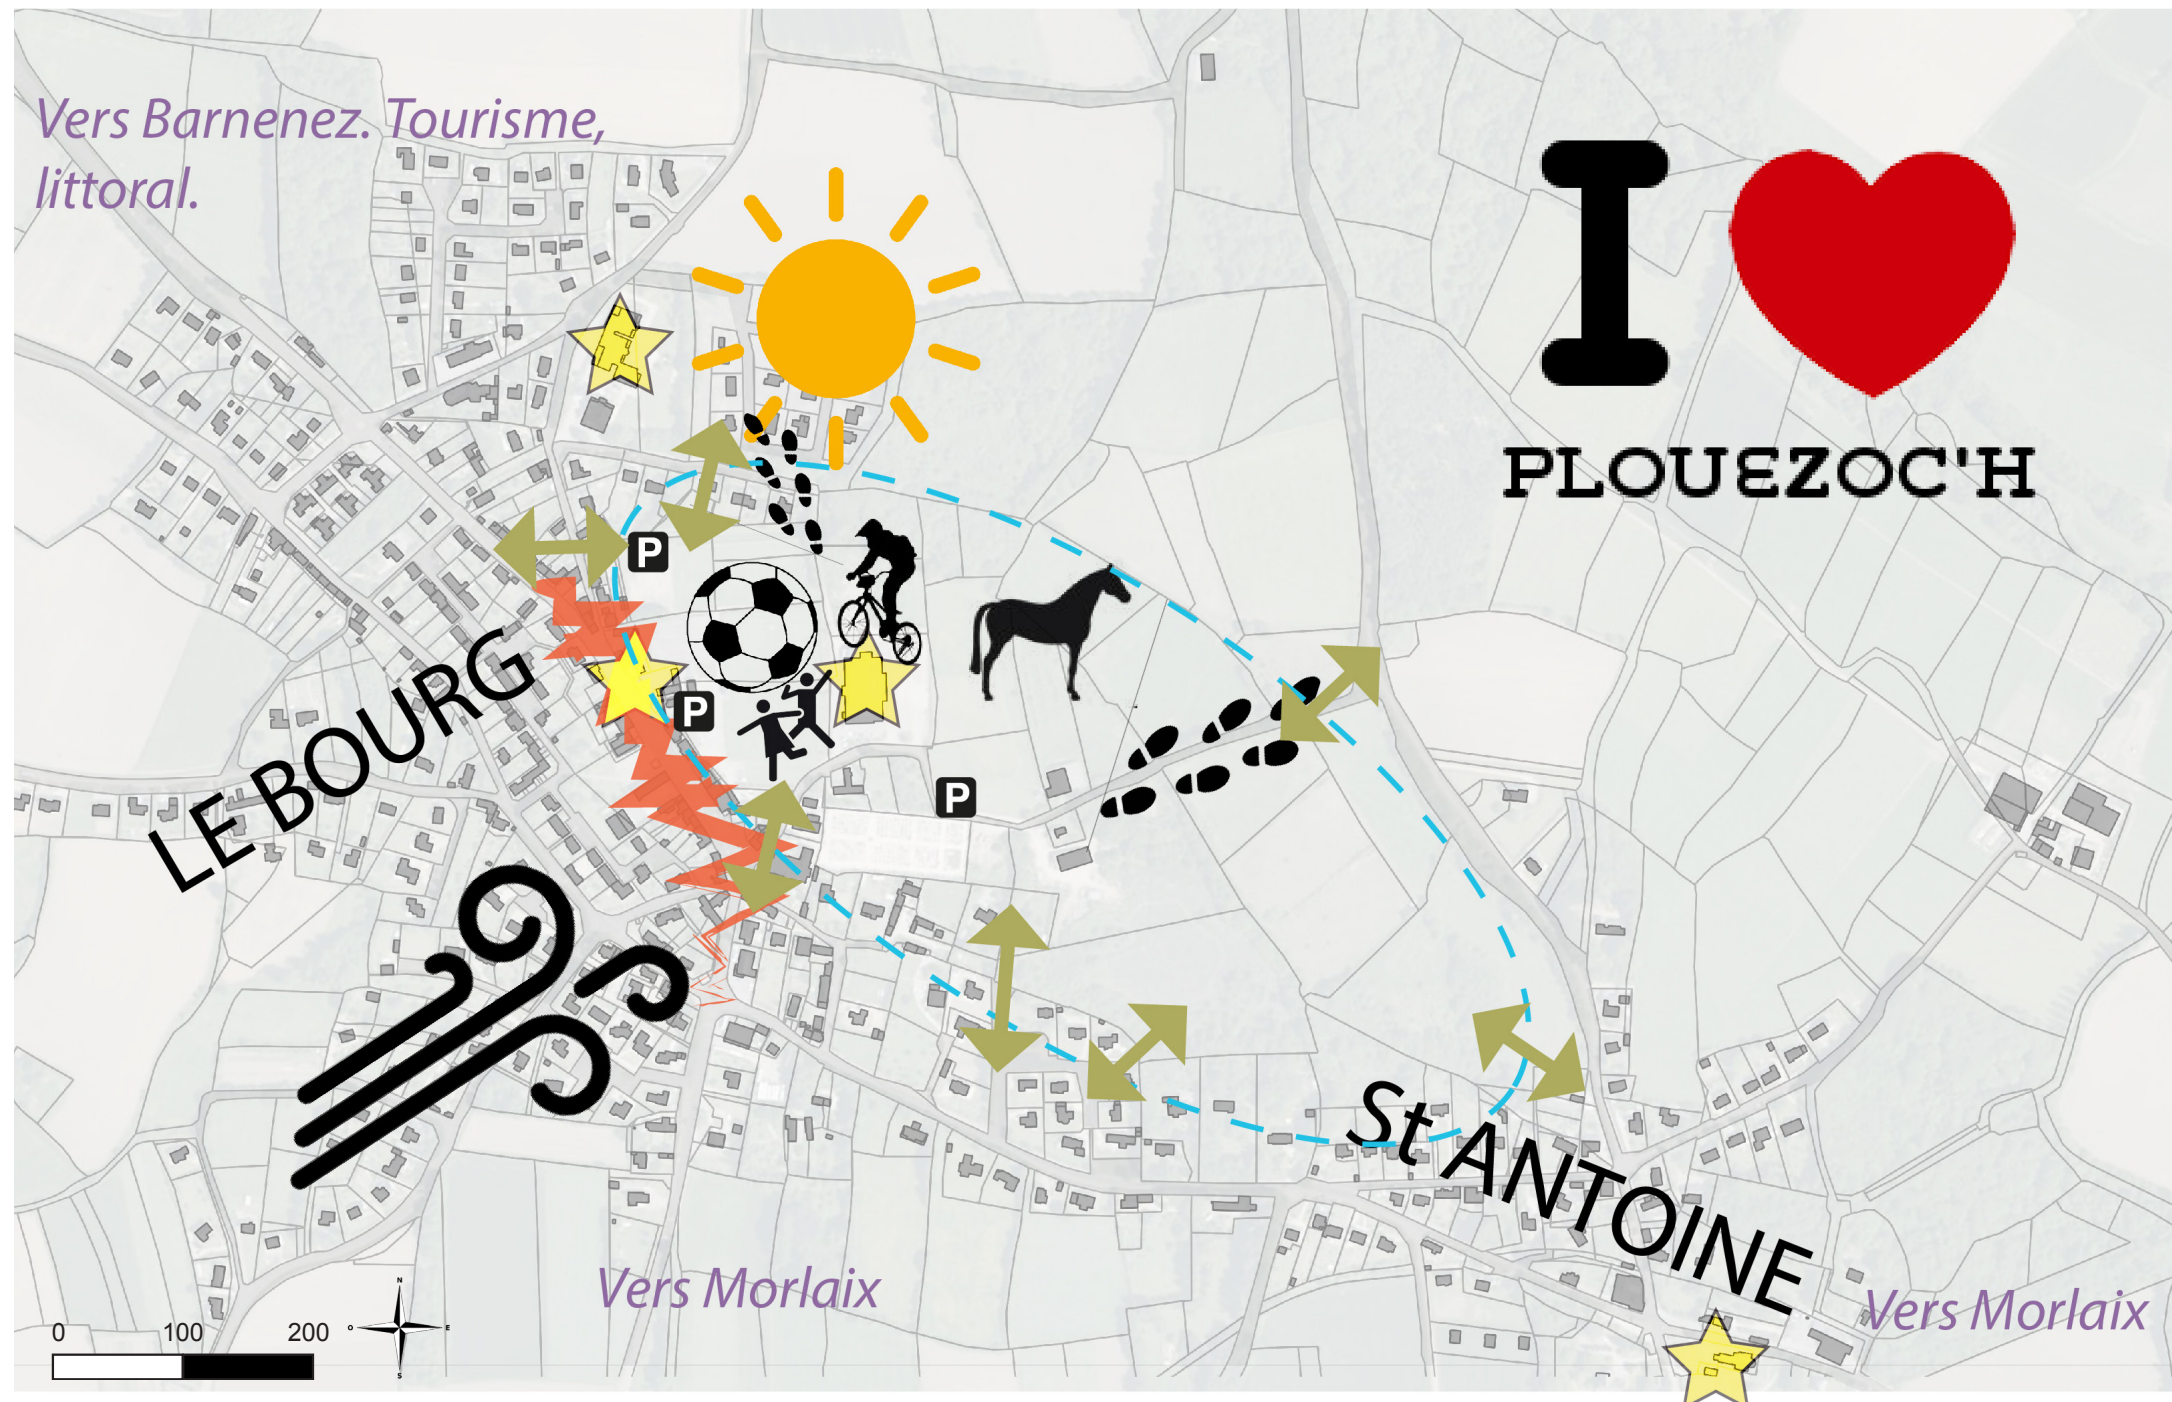 Vers Barnenez. Tourisme,
littoral.
I
PLOUEZOC'H
P
P
P
LE BOURG
St ANTOINE
Vers Morlaix
Vers Morlaix
0 100 200
N
O E
S